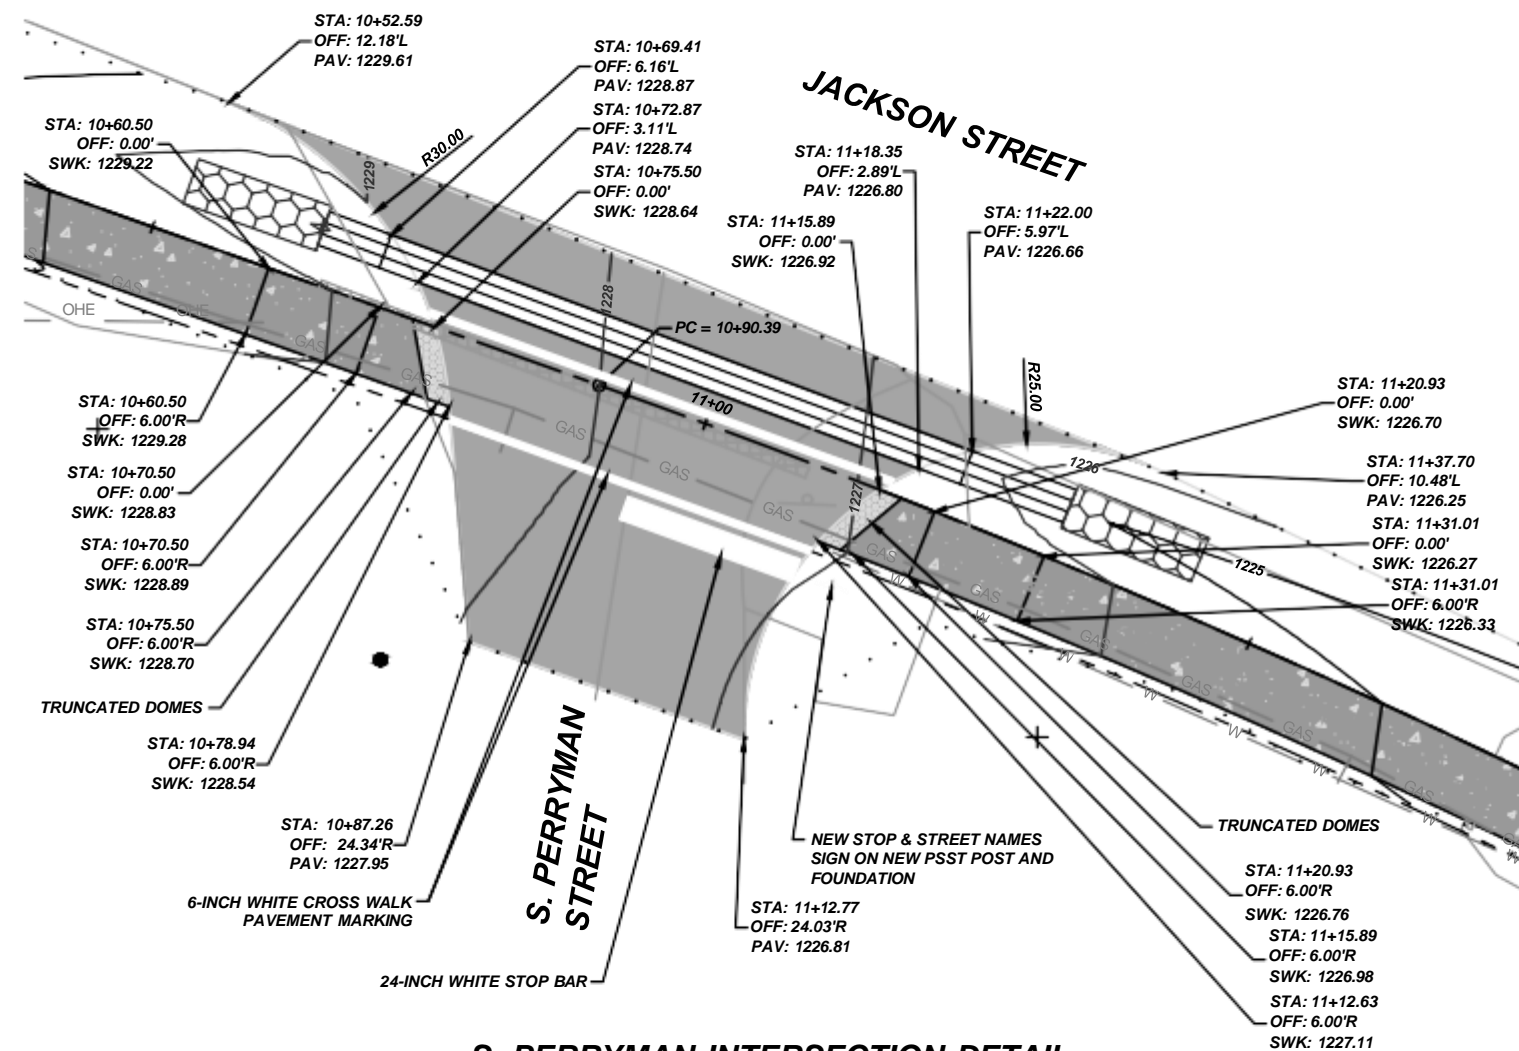 STA: 10+52.59
OFF: 12.18'L
PAV: 1229.61
STA: 10+69.41
OFF: 6.16'L
PAV: 1228.87
STA: 10+72.87
OFF: 3.11'L
PAV: 1228.74
STA: 10+75.50
OFF: 0.00'
SWK: 1228.64
JACKSON STREET
STA: 10+60.50
OFF: 0.00'
SWK: 1229.22
R30.00
1229
STA: 11+18.35
OFF: 2.89'L
PAV: 1226.80
STA: 11+15.89
OFF: 0.00'
SWK: 1226.92
STA: 11+22.00
OFF: 5.97'L
PAV: 1226.66
GAS
OHE
OHE
GAS
GAS
1228
PC = 10+90.39
11+00
R25.00
GAS
GAS
GAS
1227
1226
1225
STA: 11+20.93
OFF: 0.00'
SWK: 1226.70
STA: 11+37.70
OFF: 10.48'L
PAV: 1226.25
STA: 11+31.01
OFF: 0.00'
SWK: 1226.27
STA: 11+31.01
OFF: 6.00'R
SWK: 1226.33
STA: 10+60.50
OFF: 6.00'R
SWK: 1229.28
STA: 10+70.50
OFF: 0.00'
SWK: 1228.83
STA: 10+70.50
OFF: 6.00'R
SWK: 1228.89
STA: 10+75.50
OFF: 6.00'R
SWK: 1228.70
TRUNCATED DOMES
STA: 10+78.94
OFF: 6.00'R
SWK: 1228.54
GAS
W
GAS
W
GAS
W
GAS
W
GAS
W
W
GAS
W
STA: 10+87.26
OFF: 24.34'R
PAV: 1227.95
6-INCH WHITE CROSS WALK
PAVEMENT MARKING
S. PERRYMAN
STREET
24-INCH WHITE STOP BAR
STA: 11+12.77
OFF: 24.03'R
PAV: 1226.81
NEW STOP & STREET NAMES
SIGN ON NEW PSST POST AND
FOUNDATION
TRUNCATED DOMES
STA: 11+20.93
OFF: 6.00'R
SWK: 1226.76
STA: 11+15.89
OFF: 6.00'R
SWK: 1226.98
STA: 11+12.63
OFF: 6.00'R
SWK: 1227.11
S. PERRYMAN INTERSECTION DETAIL